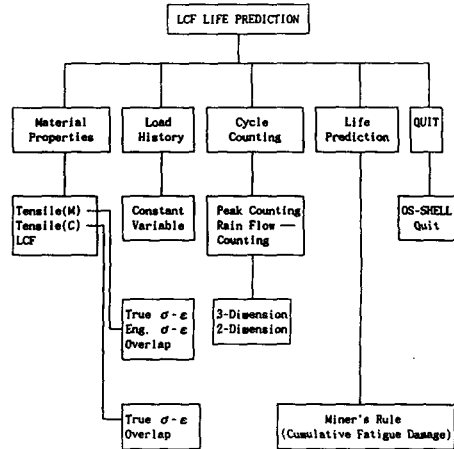 LCF LIFE PREDICTION
Material
Properties
Load
History
Cycle
Counting
Life
Prediction
QUIT
Tensile(M)
Tensile(C)
LCF
Constant
Variable
Peak Counting
Rain Flow
Counting
OS-SHELL
Quit
True σ-ε
Eng. σ-ε
Overlap
3-Dimension
2-Dimension
True σ-ε
Overlap
Miner's Rule
(Cumulative Fatigue Damage)